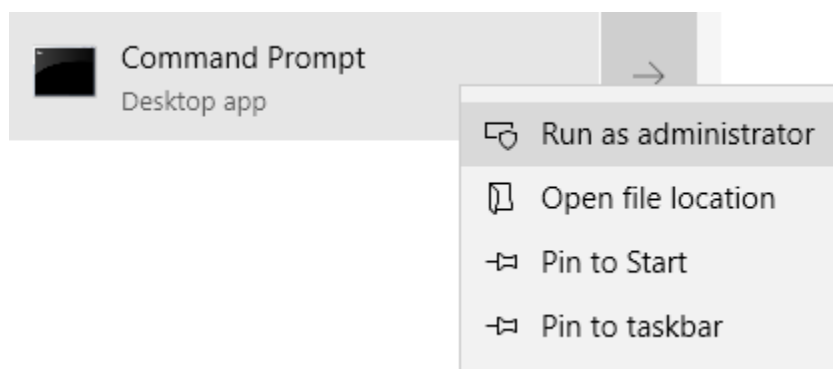 Command Prompt
Desktop app
Run as administrator
Open file location
Pin to Start
Pin to taskbar